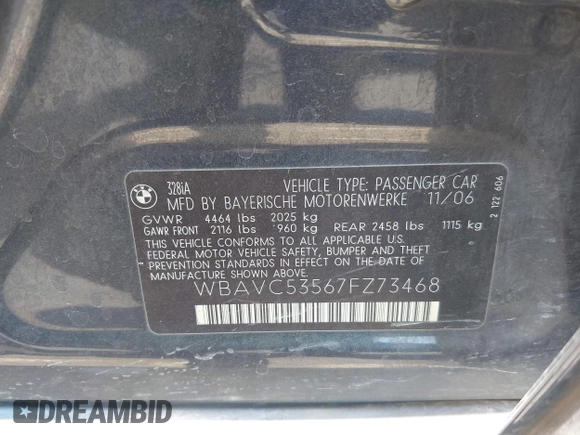 BMW
328iA VEHICLE TYPE: PASSENGER CAR
MFD BY BAYERISCHE MOTORENWERKE 11/06
GVWR 4464 lbs 2025 kg
GAWR FRONT 2116 lbs 960 kg REAR 2458 lbs 1115 kg
THIS VEHICLE CONFORMS TO ALL APPLICABLE U.S.
FEDERAL MOTOR VEHICLE SAFETY, BUMPER AND THEFT
PREVENTION STANDARDS IN EFFECT ON THE DATE
OF MANUFACTURE SHOWN ABOVE.
WBAVC53567FZ73468
2 122 606
DREAMBID